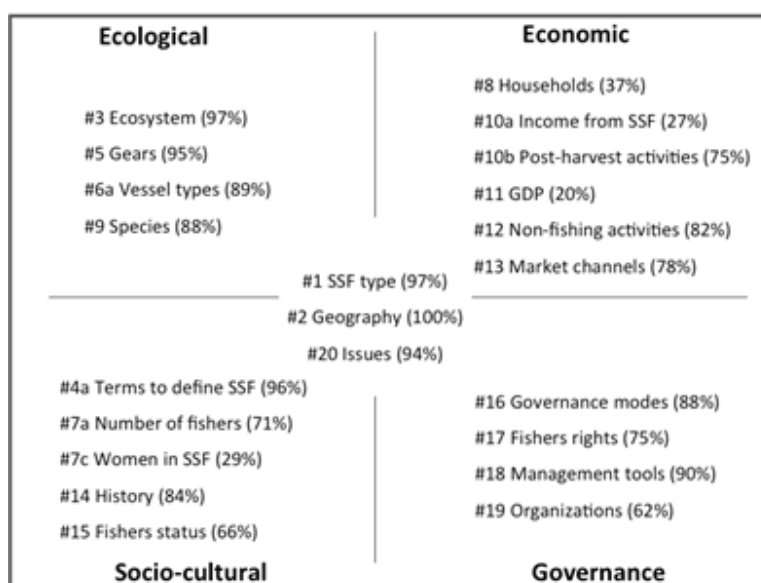 Ecological
#3 Ecosystem (97%)
#5 Gears (95%)
#6a Vessel types (89%)
#9 Species (88%)
Economic
#8 Households (37%)
#10a Income from SSF (27%)
#10b Post-harvest activities (75%)
#11 GDP (20%)
#12 Non-fishing activities (82%)
#13 Market channels (78%)
#1 SSF type (97%)
#2 Geography (100%)
#20 Issues (94%)
#4a Terms to define SSF (96%)
#7a Number of fishers (71%)
#7c Women in SSF (29%)
#14 History (84%)
#15 Fishers status (66%)
Socio-cultural
#16 Governance modes (88%)
#17 Fishers rights (75%)
#18 Management tools (90%)
#19 Organizations (62%)
Governance